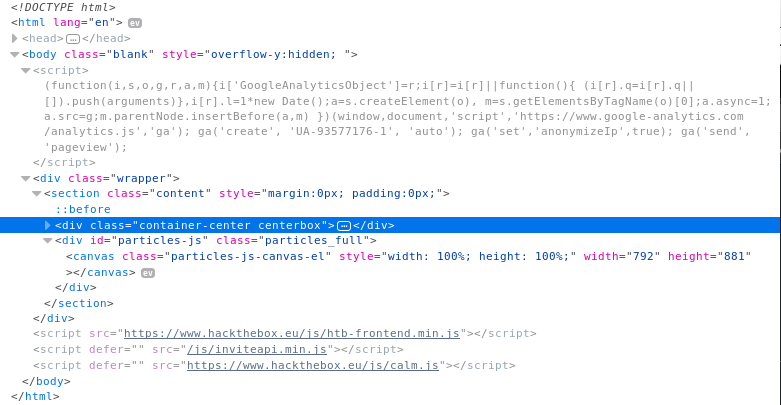 <!DOCTYPE html>
<html lang="en"> ev
<head> … </head>
<body class="blank" style="overflow-y:hidden; ">
<script>
(function(i,s,o,g,r,a,m){i['GoogleAnalyticsObject']=r;i[r]=i[r]||function(){ (i[r].q=i[r].q||
[]).push(arguments)},i[r].l=1*new Date();a=s.createElement(o), m=s.getElementsByTagName(o)[0];a.async=1;
a.src=g;m.parentNode.insertBefore(a,m) })(window,document,'script','https://www.google-analytics.com
/analytics.js','ga'); ga('create', 'UA-93577176-1', 'auto'); ga('set','anonymizeIp',true); ga('send',
'pageview');
</script>
<div class="wrapper">
<section class="content" style="margin:0px; padding:0px;">
::before
<div class="container-center centerbox"> … </div>
<div id="particles-js" class="particles_full">
<canvas class="particles-js-canvas-el" style="width: 100%; height: 100%;" width="792" height="881"
></canvas> ev
</div>
</section>
</div>
<script src="https://www.hackthebox.eu/js/htb-frontend.min.js"></script>
<script defer="" src="/js/inviteapi.min.js"></script>
<script defer="" src="https://www.hackthebox.eu/js/calm.js"></script>
</body>
</html>